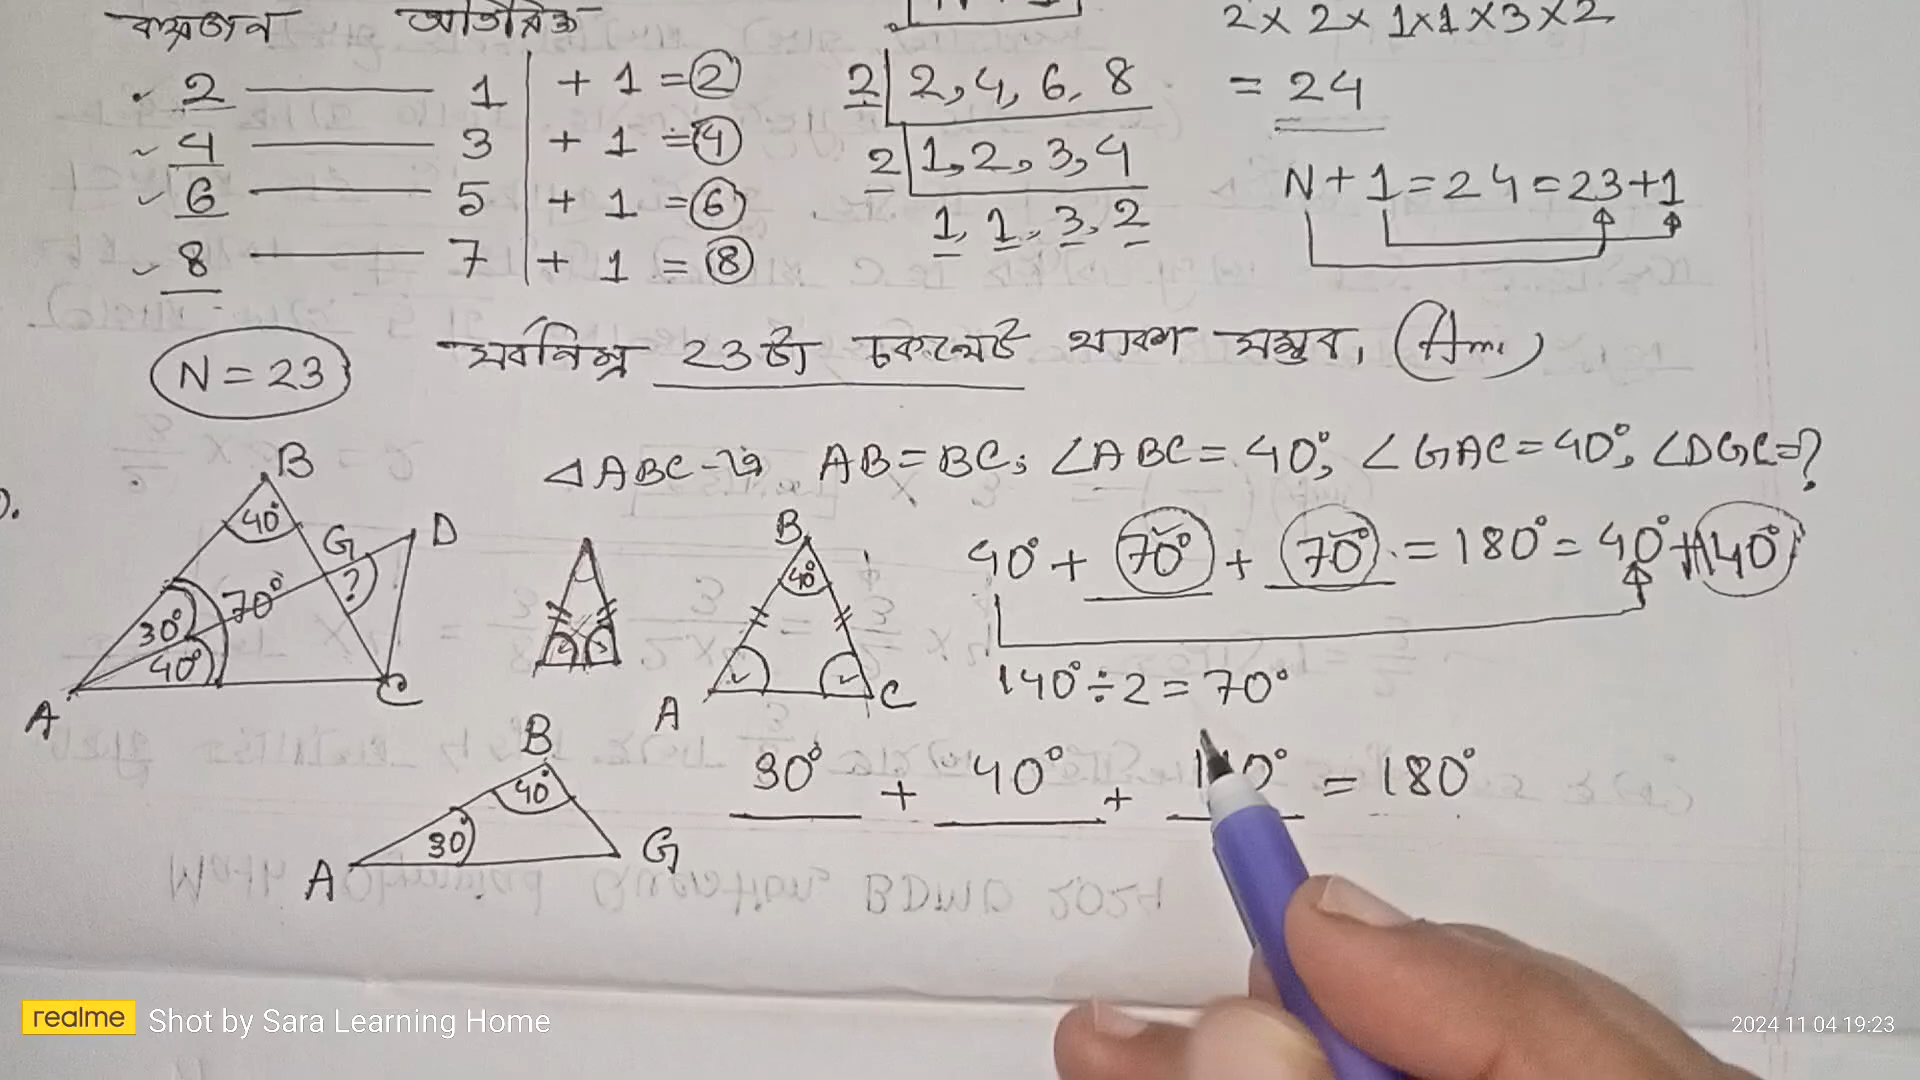 কয়জন অতিরিক্ত
2 1 + 1 = 2
4 3 + 1 = 4
6 5 + 1 = 6
8 7 + 1 = 8
2 | 2, 4, 6, 8
2 | 1, 2, 3, 4
1, 1, 3, 2
2 × 2 × 1 × 1 × 3 × 2
= 24
N + 1 = 24 = 23 + 1
N = 23
সর্বনিম্ন 23টা চকলেট থাকা সম্ভব। (Ans)
△ABC-এ AB = BC; ∠ABC = 40°; ∠GAC = 40°; ∠DGC = ?
B
40°
G
D
70°
?
30°
40°
A
C
B
40°
A
C
40° + 70° + 70° = 180° = 40° + 140°
140° ÷ 2 = 70°
B
40°
30°
A
G
30° + 40° + 110° = 180°
realme Shot by Sara Learning Home
2024 11 04 19:23